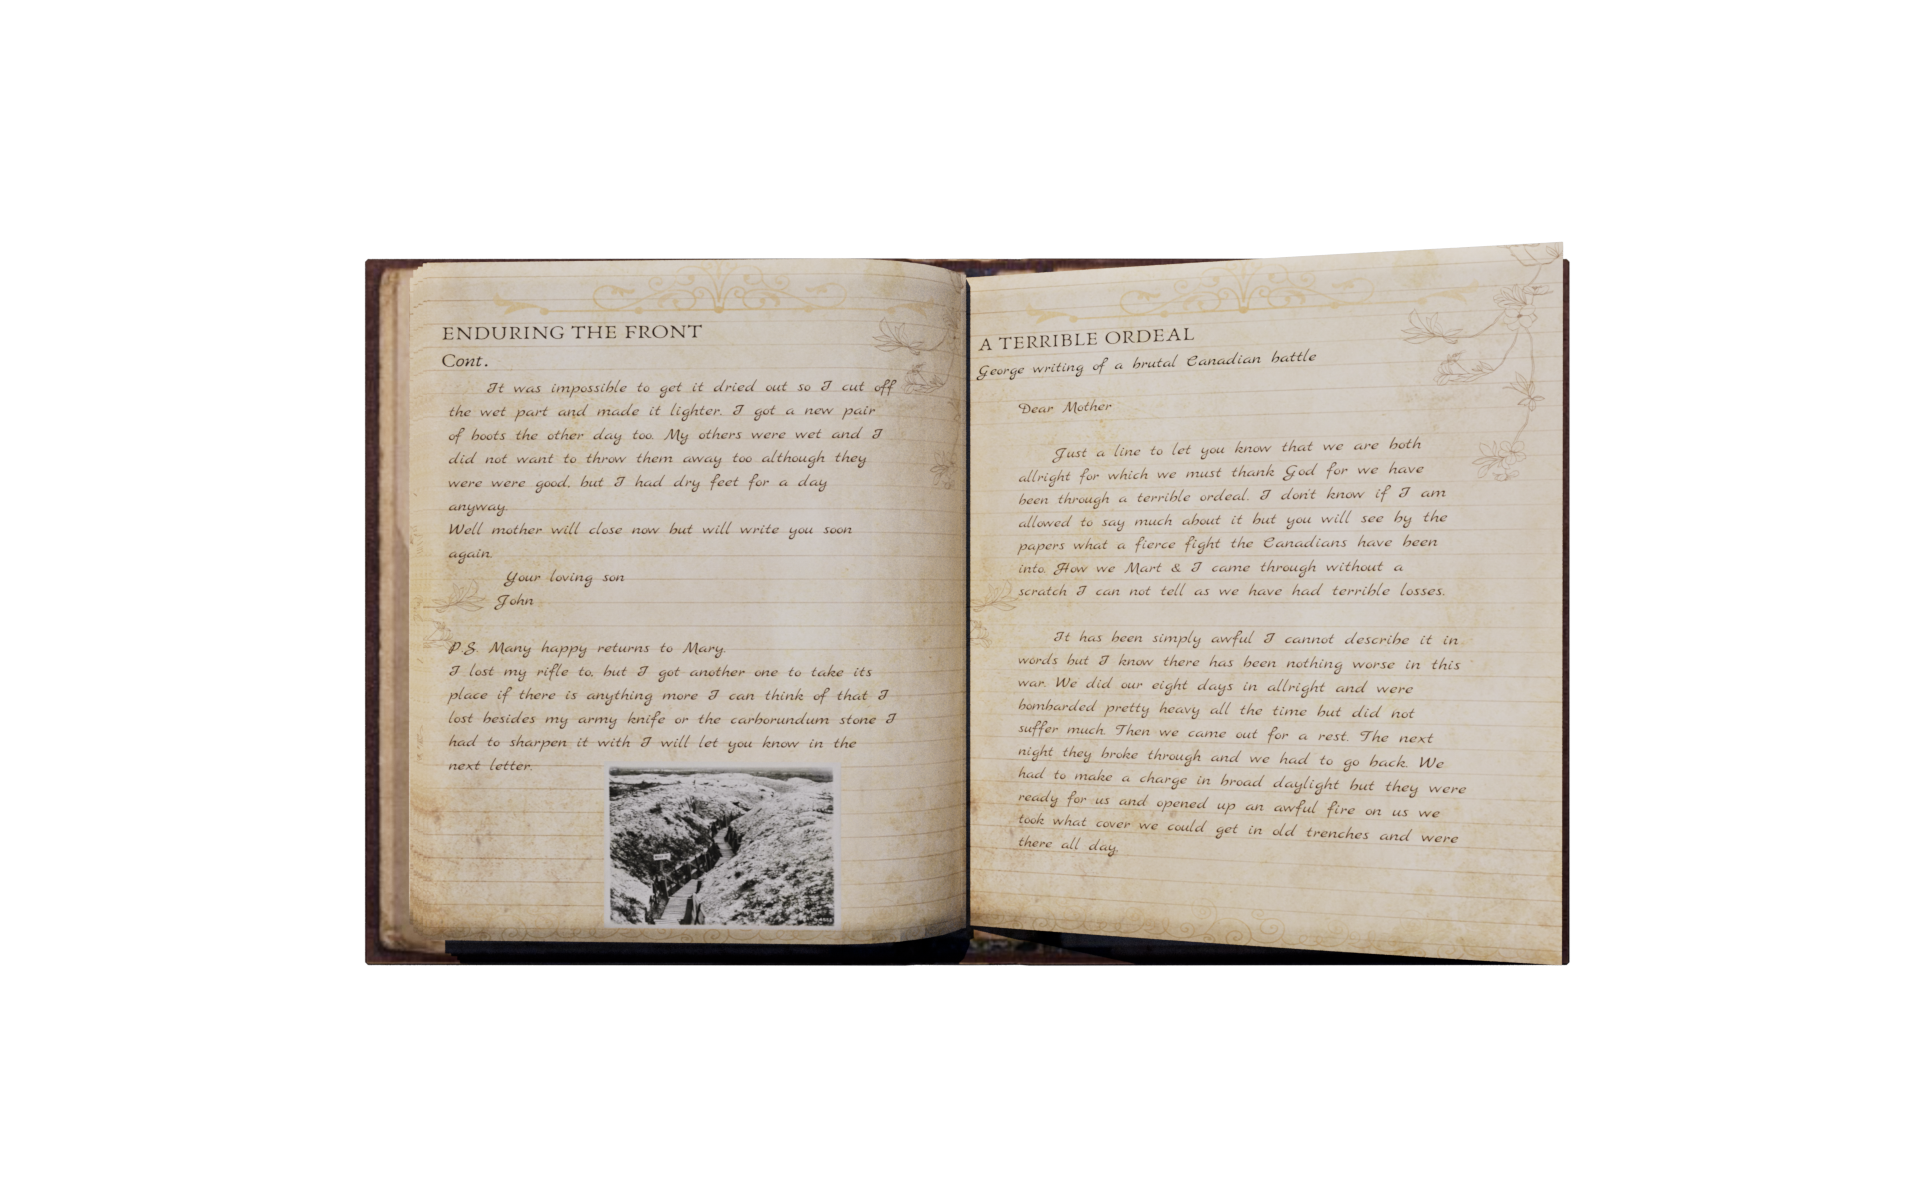 ENDURING THE FRONT
Cont.
It was impossible to get it dried out so I cut off
the wet part and made it lighter. I got a new pair
of boots the other day too. My others were wet and I
did not want to throw them away too although they
were were good, but I had dry feet for a day
anyway.
Well mother will close now but will write you soon
again.
Your loving son
John
P.S. Many happy returns to Mary.
I lost my rifle to, but I got another one to take its
place if there is anything more I can think of that I
lost besides my army knife or the carborundum stone I
had to sharpen it with I will let you know in the
next letter.
A TERRIBLE ORDEAL
George writing of a brutal Canadian battle
Dear Mother
Just a line to let you know that we are both
allright for which we must thank God for we have
been through a terrible ordeal. I don't know if I am
allowed to say much about it but you will see by the
papers what a fierce fight the Canadians have been
into. How we Mart & I came through without a
scratch I can not tell as we have had terrible losses.
It has been simply awful I cannot describe it in
words but I know there has been nothing worse in this
war. We did our eight days in allright and were
bombarded pretty heavy all the time but did not
suffer much. Then we came out for a rest. The next
night they broke through and we had to go back. We
had to make a charge in broad daylight but they were
ready for us and opened up an awful fire on us we
took what cover we could get in old trenches and were
there all day.